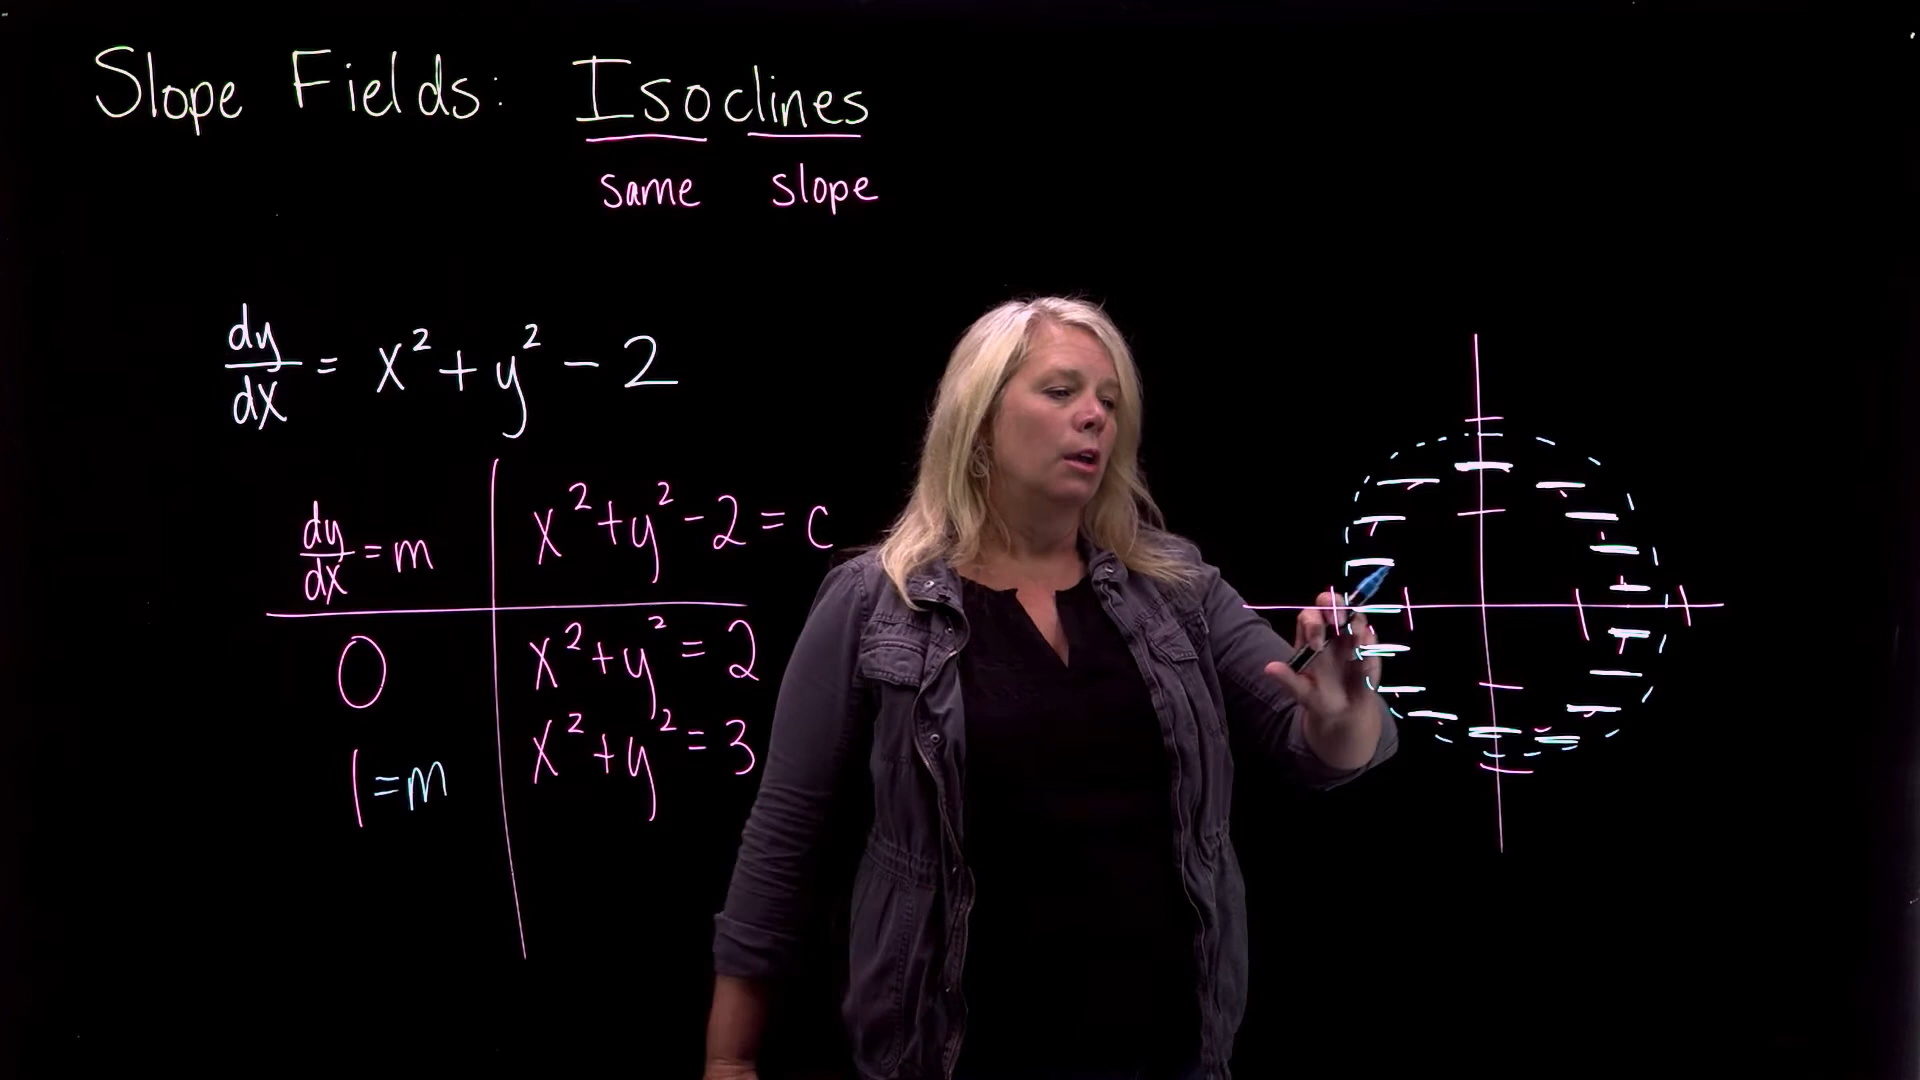 Slope Fields: Isoclines
same slope
dy/dx = x² + y² - 2
dy/dx = m x² + y² - 2 = c
0 x² + y² = 2
1 = m x² + y² = 3